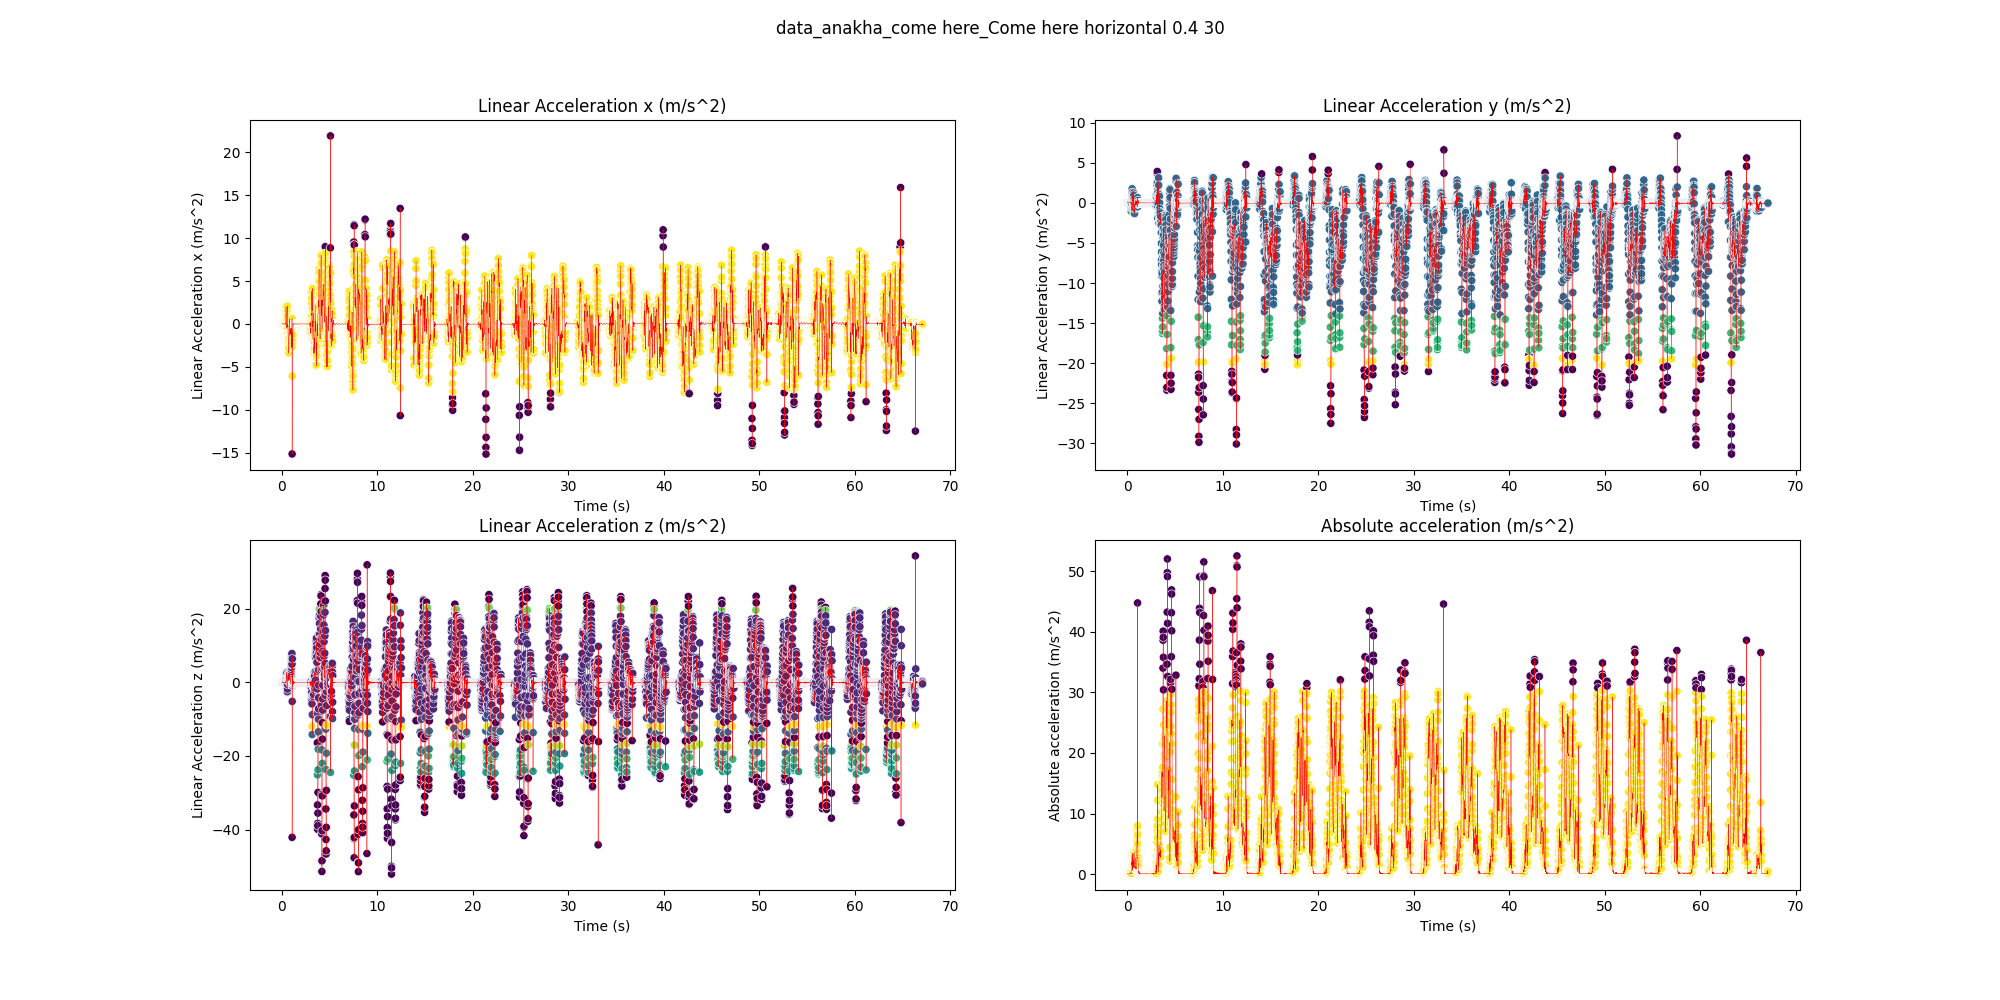 data_anakha_come here_Come here horizontal 0.4 30
Linear Acceleration x (m/s^2)
Linear Acceleration x (m/s^2)
20
15
10
5
0
−5
−10
−15
0 10 20 30 40 50 60 70
Time (s)
Linear Acceleration y (m/s^2)
Linear Acceleration y (m/s^2)
10
5
0
−5
−10
−15
−20
−25
−30
0 10 20 30 40 50 60 70
Time (s)
Linear Acceleration z (m/s^2)
Linear Acceleration z (m/s^2)
20
0
−20
−40
0 10 20 30 40 50 60 70
Time (s)
Absolute acceleration (m/s^2)
Absolute acceleration (m/s^2)
50
40
30
20
10
0
0 10 20 30 40 50 60 70
Time (s)